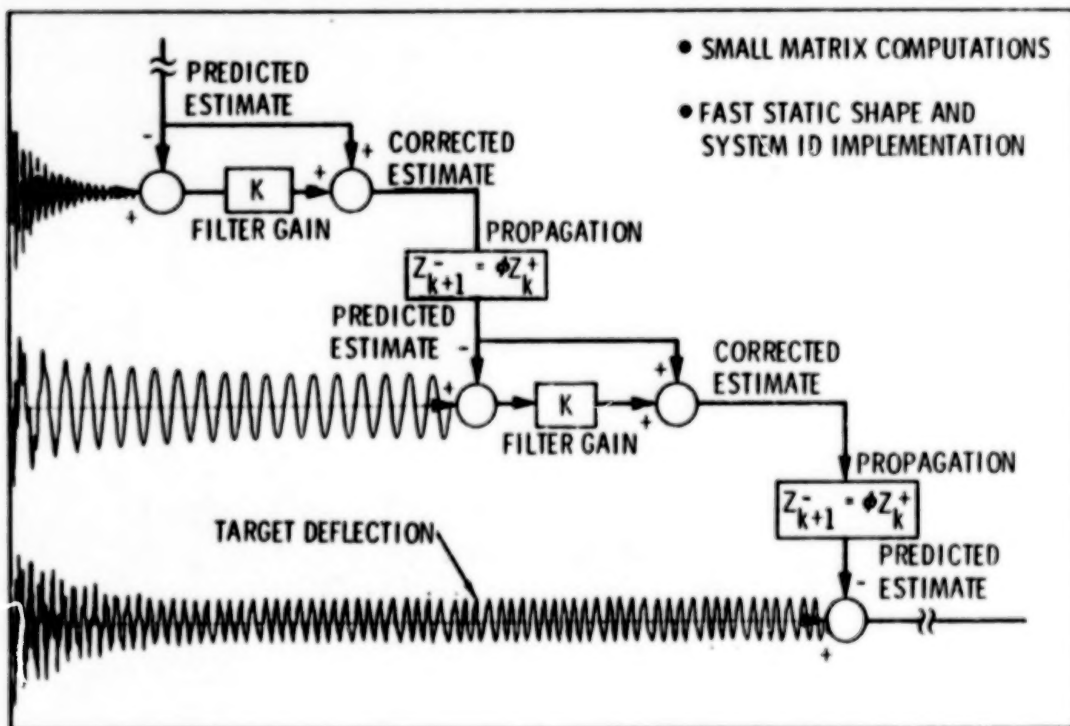 • SMALL MATRIX COMPUTATIONS
• FAST STATIC SHAPE AND
SYSTEM ID IMPLEMENTATION
PREDICTED
ESTIMATE
-
+
CORRECTED
ESTIMATE
+
K
+
FILTER GAIN
PROPAGATION
Z⁻ₖ₊₁ = ϕZ⁺ₖ
PREDICTED
ESTIMATE
-
+
CORRECTED
ESTIMATE
+
K
+
FILTER GAIN
PROPAGATION
Z⁻ₖ₊₁ = ϕZ⁺ₖ
TARGET DEFLECTION
PREDICTED
ESTIMATE
-
+